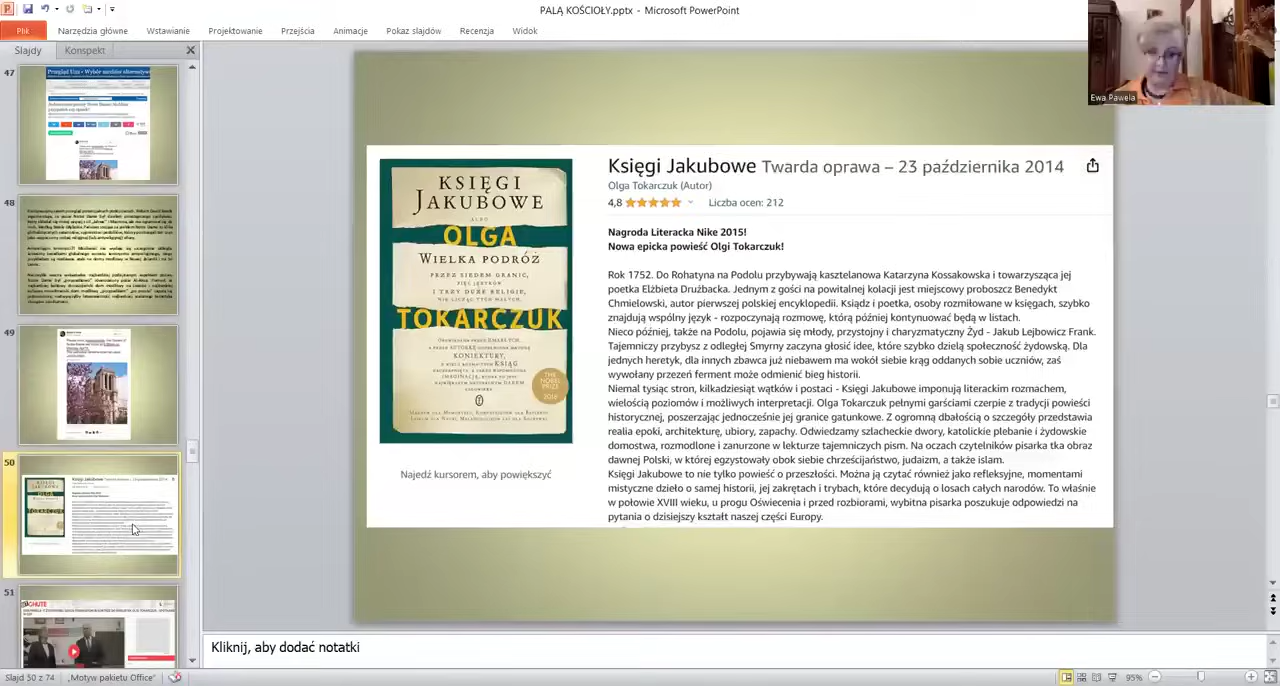 PALĄ KOŚCIOŁY.pptx - Microsoft PowerPoint
Plik Narzędzia główne Wstawianie Projektowanie Przejścia Animacje Pokaz slajdów Recenzja Widok
Slajdy Konspekt
Ewa Pawela
47
48
49
50
51
KSIĘGI
JAKUBOWE
ALBO
OLGA
WIELKA PODRÓŻ
PRZEZ SIEDEM GRANIC,
PIĘĆ JĘZYKÓW
I TRZY DUŻE RELIGIE,
NIE LICZĄC TYCH MAŁYCH.
TOKARCZUK
KONIEKTURY,
THE
NOBEL
PRIZE
2018
Najedź kursorem, aby powiększyć
Księgi Jakubowe Twarda oprawa – 23 października 2014
Olga Tokarczuk (Autor)
4,8 Liczba ocen: 212
Nagroda Literacka Nike 2015!
Nowa epicka powieść Olgi Tokarczuk!
Rok 1752. Do Rohatyna na Podolu przybywają kasztelanowa Katarzyna Kossakowska i towarzysząca jej
poetka Elżbieta Drużbacka. Jednym z gości na powitalnej kolacji jest miejscowy proboszcz Benedykt
Chmielowski, autor pierwszej polskiej encyklopedii. Ksiądz i poetka, osoby rozmiłowane w księgach, szybko
znajdują wspólny język - rozpoczynają rozmowę, którą później kontynuować będą w listach.
Nieco później, także na Podolu, pojawia się młody, przystojny i charyzmatyczny Żyd - Jakub Lejbowicz Frank.
Tajemniczy przybysz z odległej Smyrny zaczyna głosić idee, które szybko dzielą społeczność żydowską. Dla
jednych heretyk, dla innych zbawca już niebawem ma wokół siebie krąg oddanych sobie uczniów, zaś
wywołany przezeń ferment może odmienić bieg historii.
Niemal tysiąc stron, kilkadziesiąt wątków i postaci - Księgi Jakubowe imponują literackim rozmachem,
wielością poziomów i możliwych interpretacji. Olga Tokarczuk pełnymi garściami czerpie z tradycji powieści
historycznej, poszerzając jednocześnie jej granice gatunkowe. Z ogromną dbałością o szczegóły przedstawia
realia epoki, architekturę, ubiory, zapachy. Odwiedzamy szlacheckie dwory, katolickie plebanie i żydowskie
domostwa, rozmodlone i zanurzone w lekturze tajemniczych pism. Na oczach czytelników pisarka tka obraz
dawnej Polski, w której egzystowały obok siebie chrześcijaństwo, judaizm, a także islam.
Księgi Jakubowe to nie tylko powieść o przeszłości. Można ją czytać również jako refleksyjne, momentami
mistyczne dzieło o samej historii, jej zakrętach i trybach, które decydują o losach całych narodów. To właśnie
w połowie XVIII wieku, u progu Oświecenia i przed rozbiorami, wybitna pisarka poszukuje odpowiedzi na
pytania o dzisiejszy kształt naszej części Europy.
Kliknij, aby dodać notatki
Slajd 50 z 74 „Motyw pakietu Office” 95%